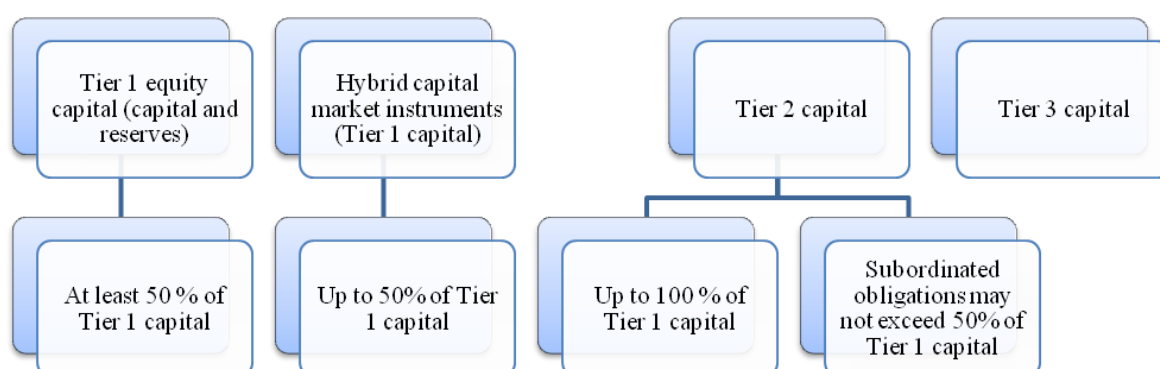 Tier 1 equity
capital (capital and
reserves)
Hybrid capital
market instruments
(Tier 1 capital)
Tier 2 capital
Tier 3 capital
At least 50 % of
Tier 1 capital
Up to 50% of Tier
1 capital
Up to 100 % of
Tier 1 capital
Subordinated
obligations may
not exceed 50% of
Tier 1 capital